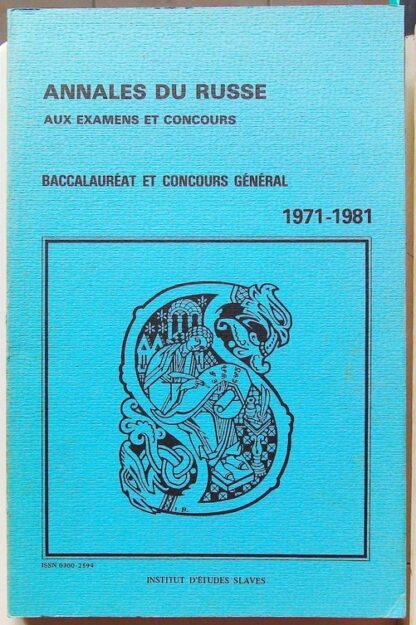 ANNALES DU RUSSE
AUX EXAMENS ET CONCOURS
BACCALAURÉAT ET CONCOURS GÉNÉRAL
1971-1981
ISSN 0300-2594
INSTITUT D'ÉTUDES SLAVES